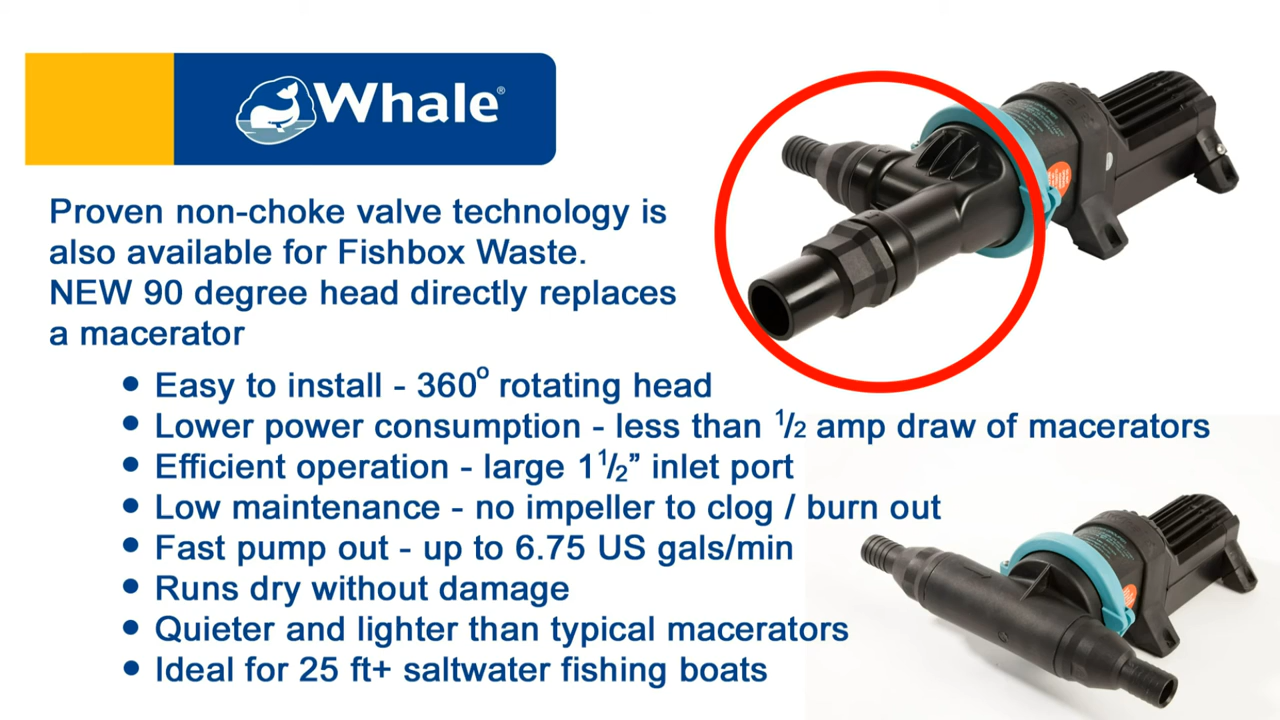 Whale®
Proven non-choke valve technology is
also available for Fishbox Waste.
NEW 90 degree head directly replaces
a macerator
• Easy to install - 360º rotating head
• Lower power consumption - less than 1/2 amp draw of macerators
• Efficient operation - large 1 1/2” inlet port
• Low maintenance - no impeller to clog / burn out
• Fast pump out - up to 6.75 US gals/min
• Runs dry without damage
• Quieter and lighter than typical macerators
• Ideal for 25 ft+ saltwater fishing boats